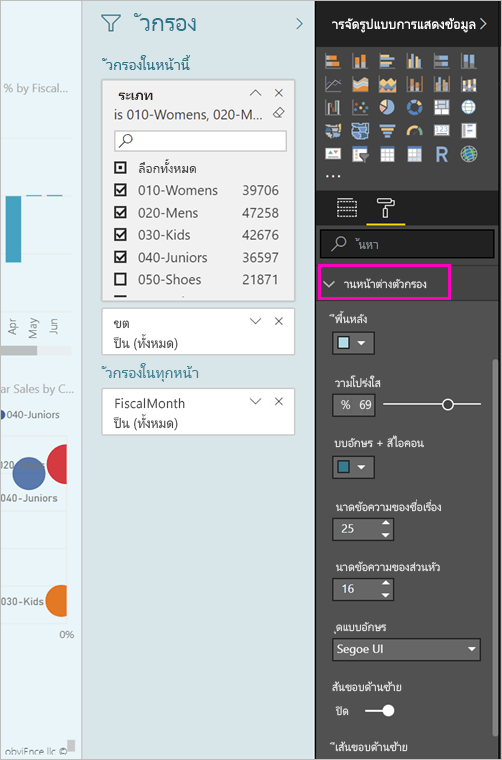 % by Fiscal...
Apr
May
Jun
ar Sales by C...
040-Juniors
020
040-Juniors
030-Kids
0%
obviEnce llc ©
ัวกรอง
ัวกรองในหน้านี้
ระเภท
is 010-Womens, 020-M...
ลือกทั้งหมด
010-Womens 39706
020-Mens 47258
030-Kids 42676
040-Juniors 36597
050-Shoes 21871
ขต
ป็น (ทั้งหมด)
ัวกรองในทุกหน้า
FiscalMonth
ป็น (ทั้งหมด)
ารจัดรูปแบบการแสดงข้อมูล
R
้นหา
านหน้าต่างตัวกรอง
ีพื้นหลัง
วามโปร่งใส
% 69
บบอักษร + สีไอคอน
นาดข้อความของชื่อเรื่อง
25
นาดข้อความของส่วนหัว
16
ุดแบบอักษร
Segoe UI
ส้นขอบด้านซ้าย
ปิด
ีเส้นขอบด้านซ้าย